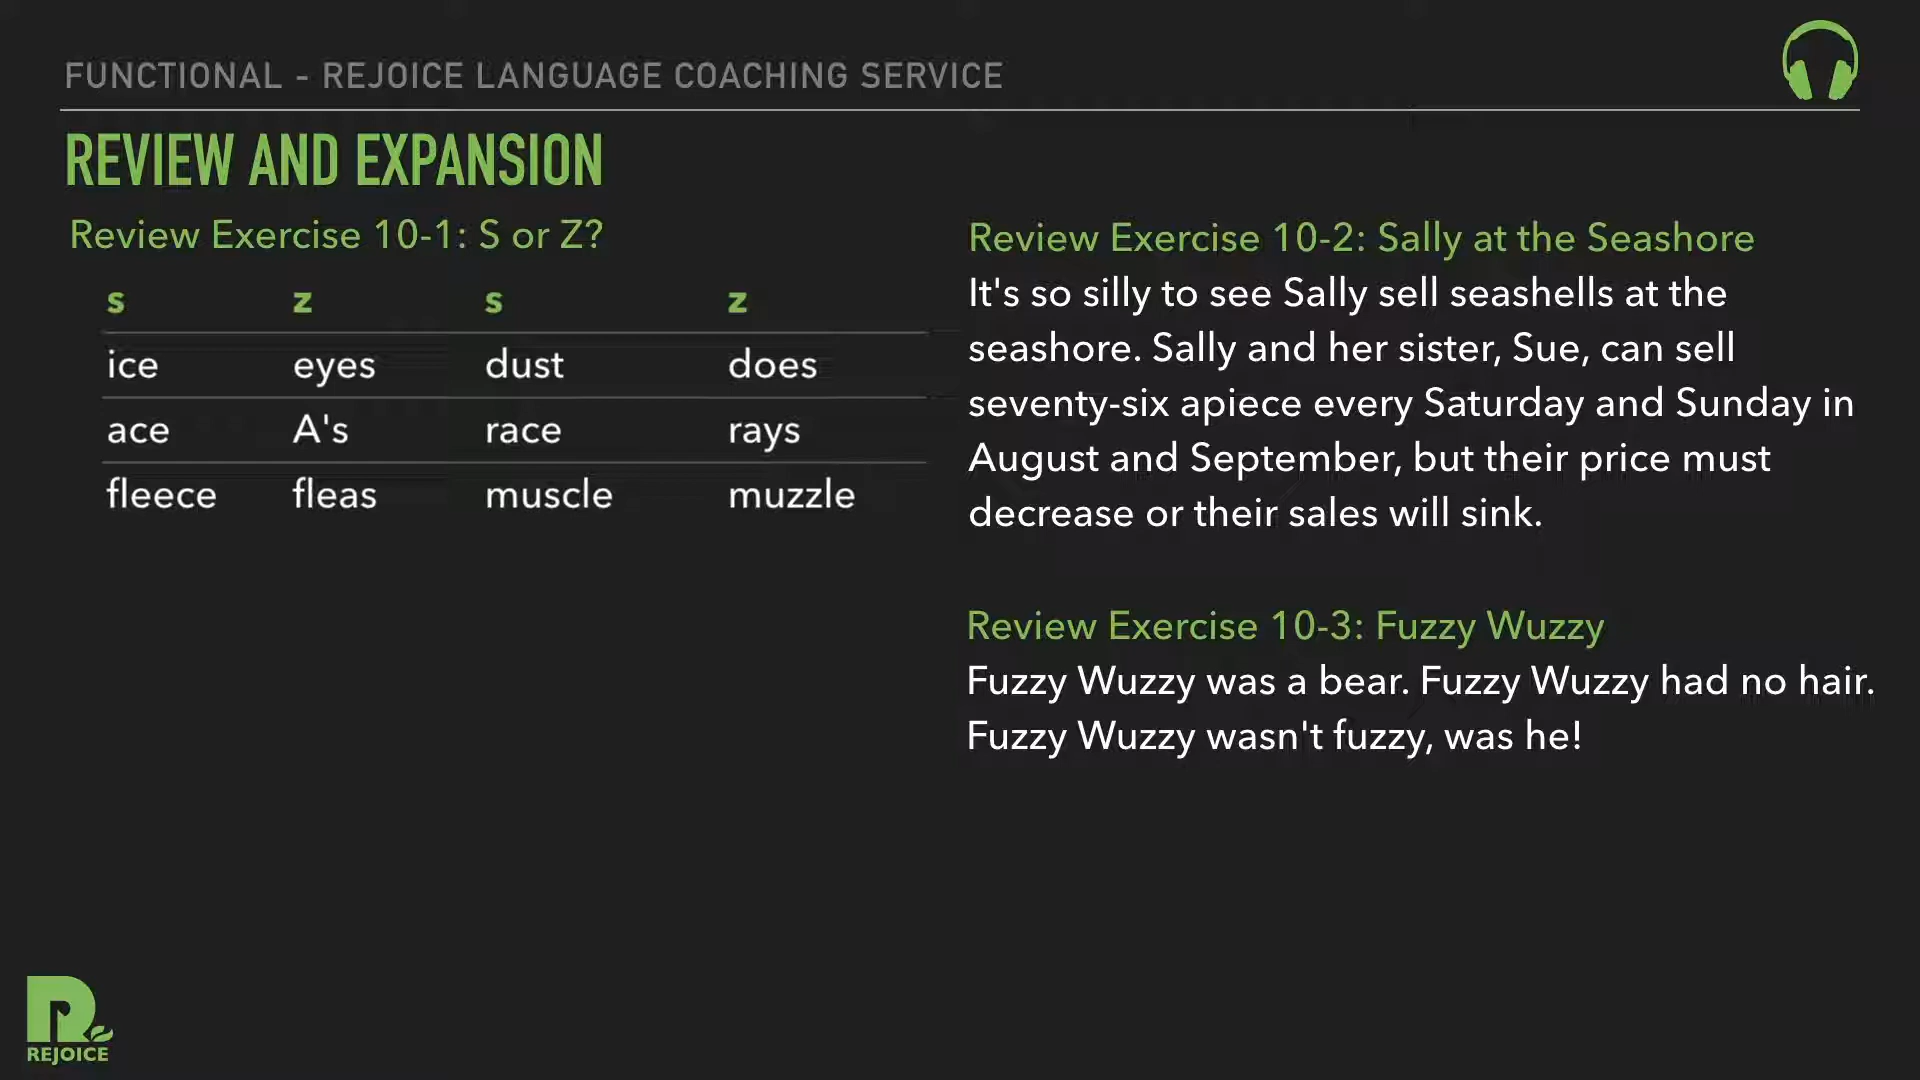 FUNCTIONAL - REJOICE LANGUAGE COACHING SERVICE
REVIEW AND EXPANSION
Review Exercise 10-1: S or Z?
s z s z
ice eyes dust does
ace A's race rays
fleece fleas muscle muzzle
Review Exercise 10-2: Sally at the Seashore
It's so silly to see Sally sell seashells at the
seashore. Sally and her sister, Sue, can sell
seventy-six apiece every Saturday and Sunday in
August and September, but their price must
decrease or their sales will sink.
Review Exercise 10-3: Fuzzy Wuzzy
Fuzzy Wuzzy was a bear. Fuzzy Wuzzy had no hair.
Fuzzy Wuzzy wasn't fuzzy, was he!
REJOICE